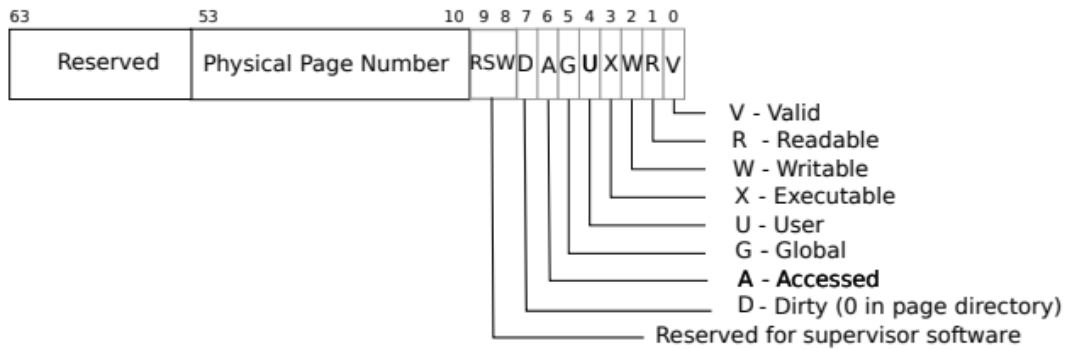 63 53 10 9 8 7 6 5 4 3 2 1 0
Reserved Physical Page Number RSW D A G U X W R V
V - Valid
R - Readable
W - Writable
X - Executable
U - User
G - Global
A - Accessed
D - Dirty (0 in page directory)
Reserved for supervisor software